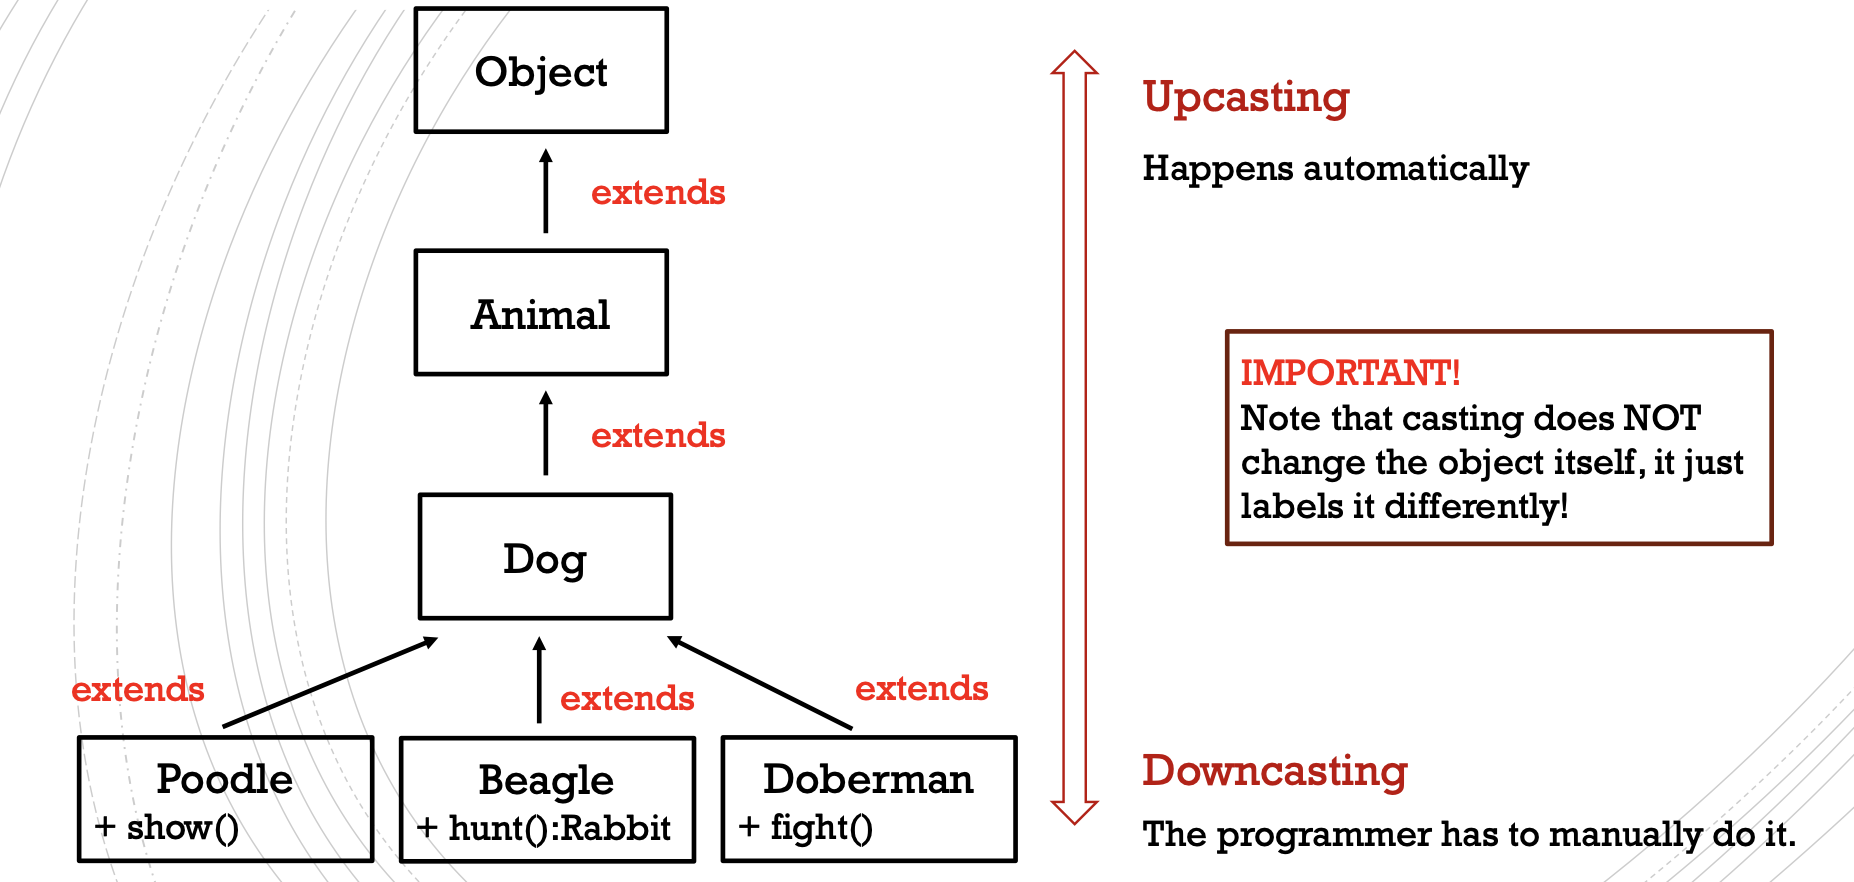 Object
extends
Animal
extends
Dog
extends
extends
extends
Poodle
+ show()
Beagle
+ hunt():Rabbit
Doberman
+ fight()
Upcasting
Happens automatically
IMPORTANT!
Note that casting does NOT
change the object itself, it just
labels it differently!
Downcasting
The programmer has to manually do it.